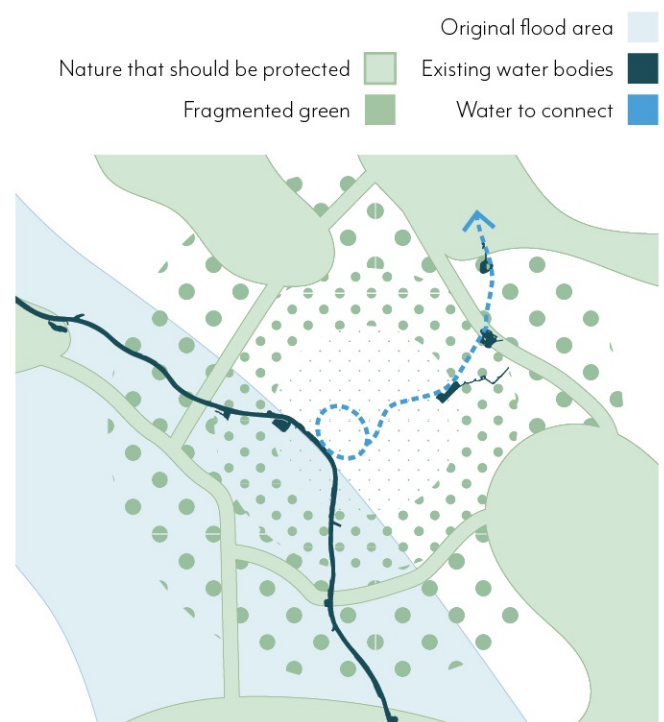 Original flood area
Nature that should be protected
Existing water bodies
Fragmented green
Water to connect